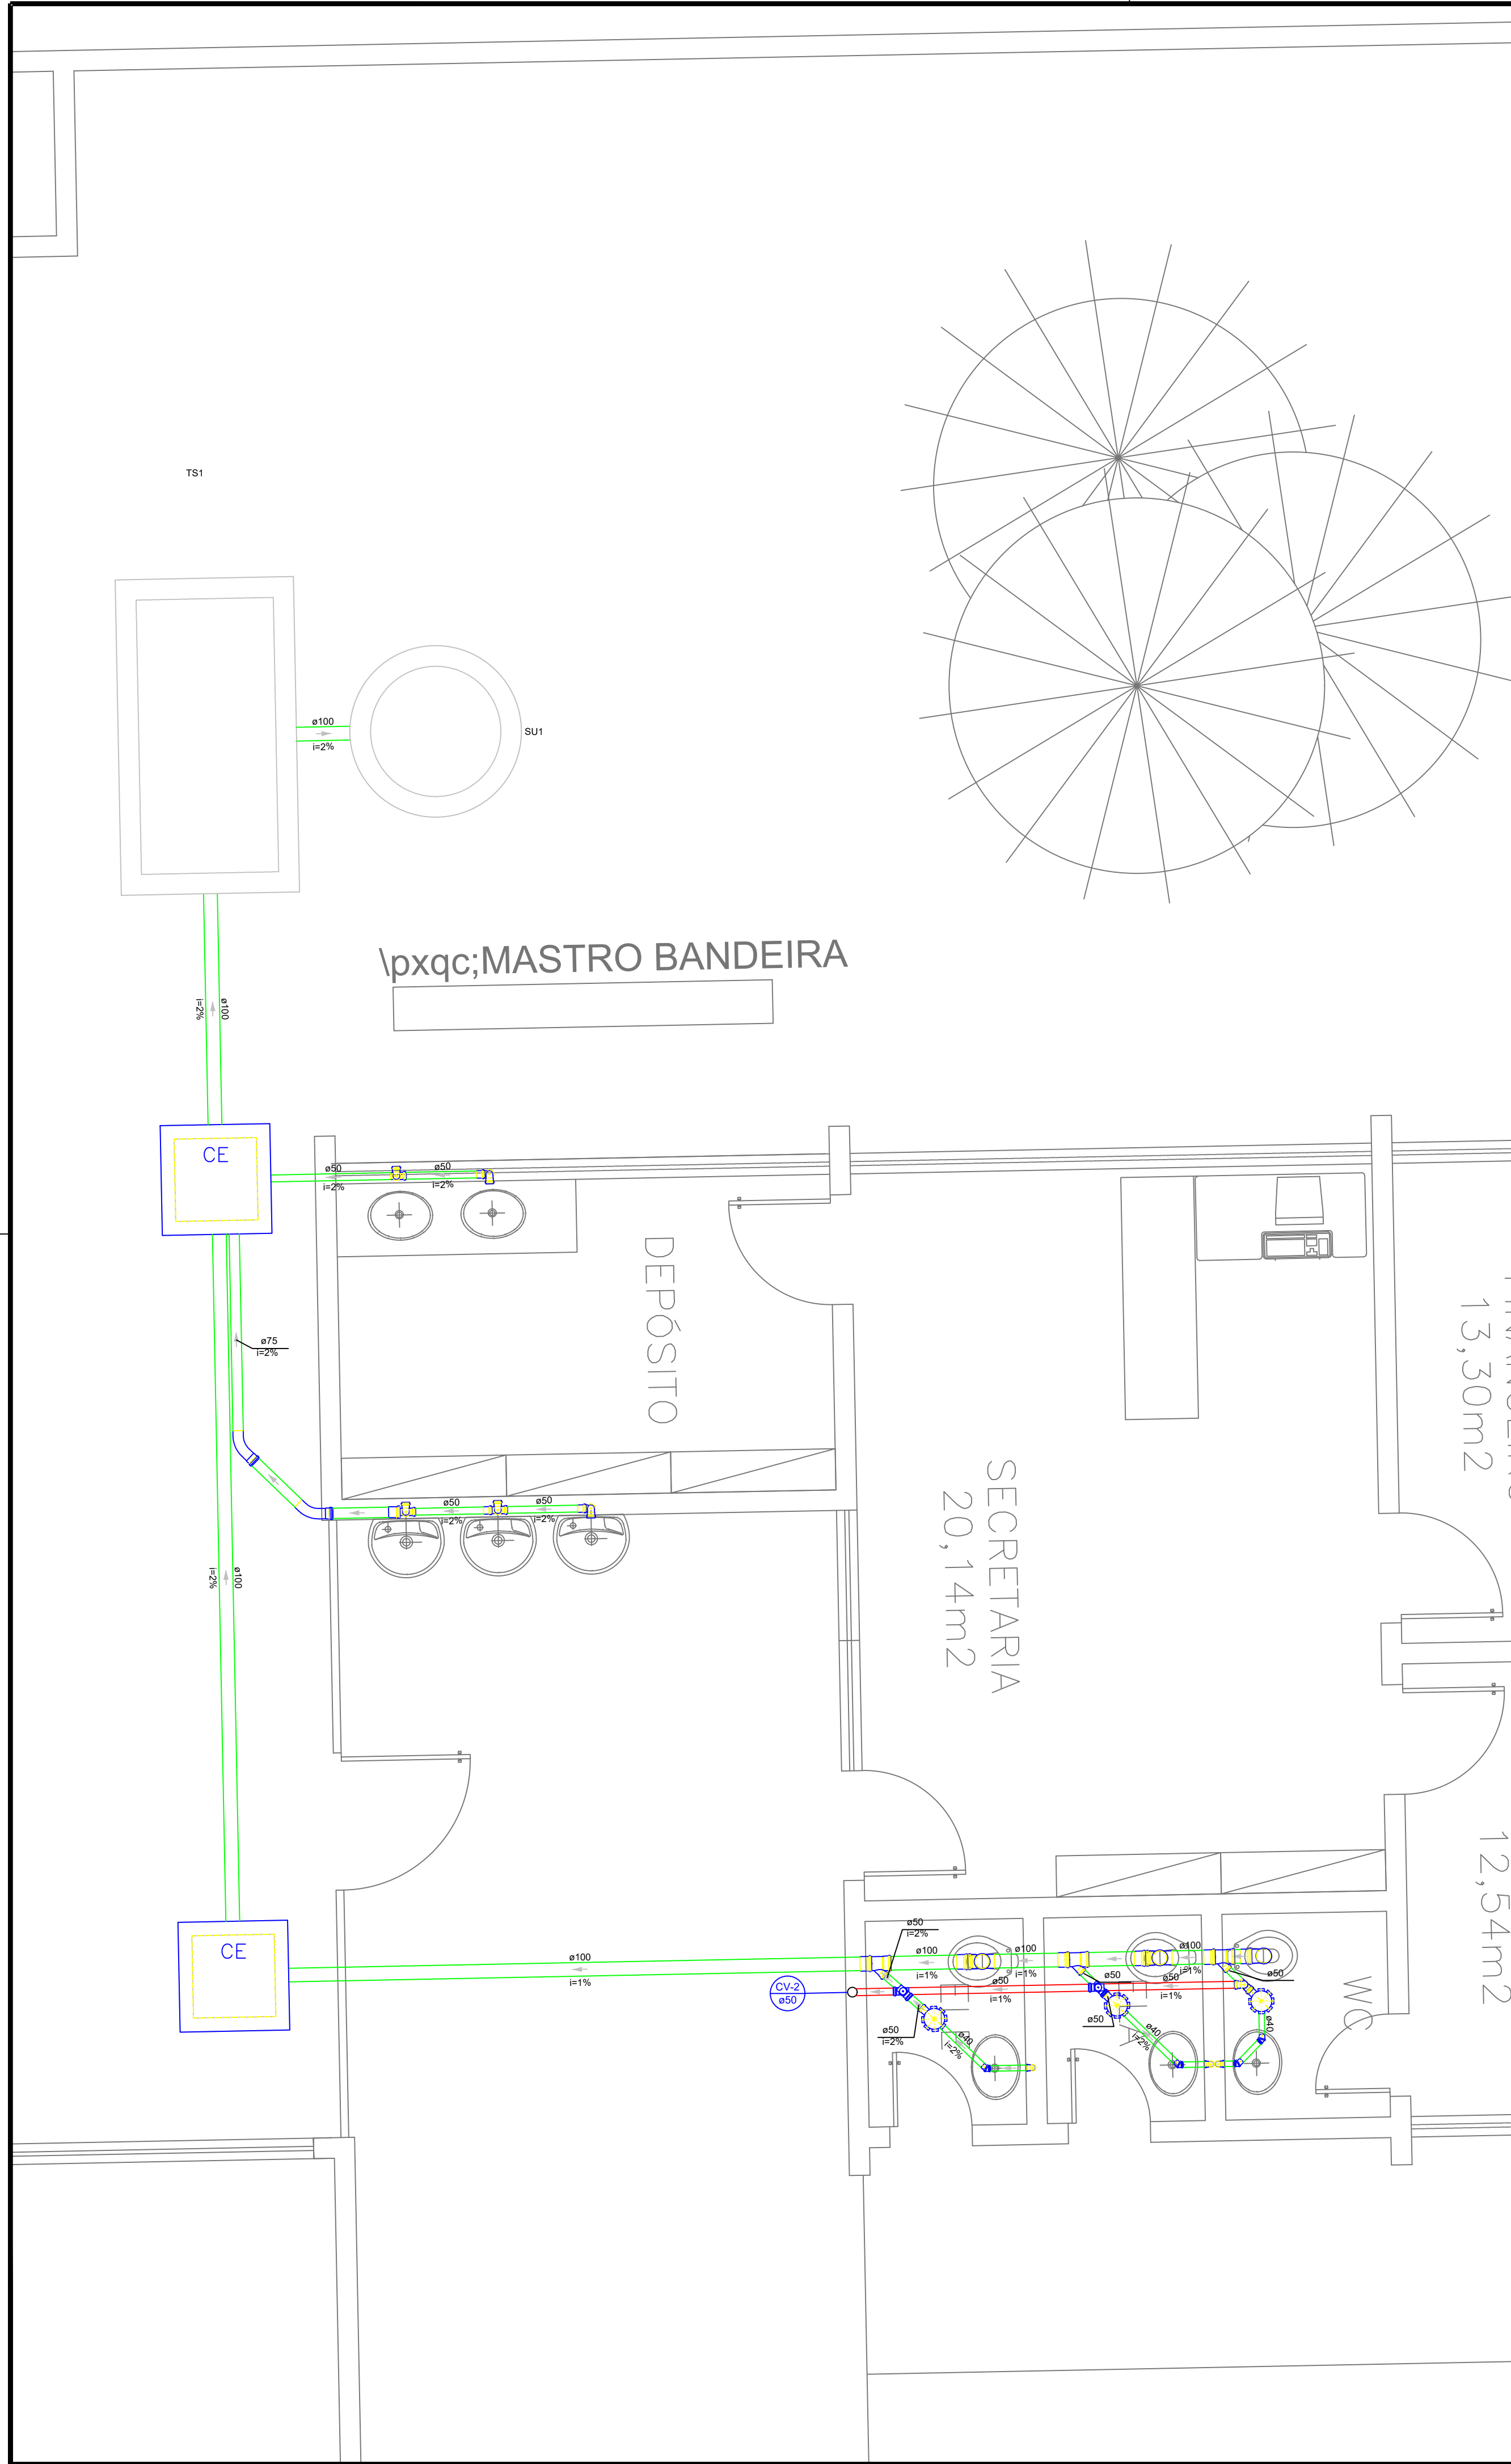 TS1
ø100
i=2%
SU1
\pxqc;MASTRO BANDEIRA
i=2%
ø100
CE
ø50
i=2%
ø50
i=2%
DEPÓSITO
13,30m2
ø75
i=2%
SECRETARIA
20,14m2
ø50
i=2%
ø50
i=2%
i=2%
ø100
12,54m2
CE
ø100
i=1%
CV-2
ø50
ø50
i=2%
ø100
i=1%
ø100
i=1%
ø50
i=1%
ø50
ø100
i=1%
ø50
i=1%
ø50
ø50
i=2%
ø40
i=2%
ø50
ø40
i=2%
ø40
WC